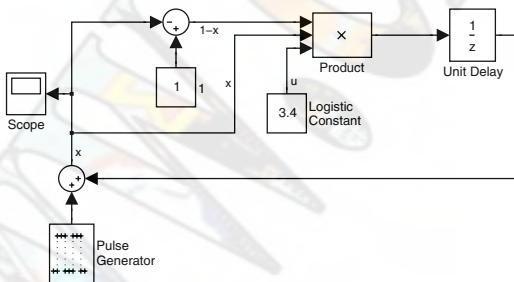 1–x
×
1
z
Product
Unit Delay
1
1
x
u
3.4
Logistic
Constant
Scope
x
Pulse
Generator